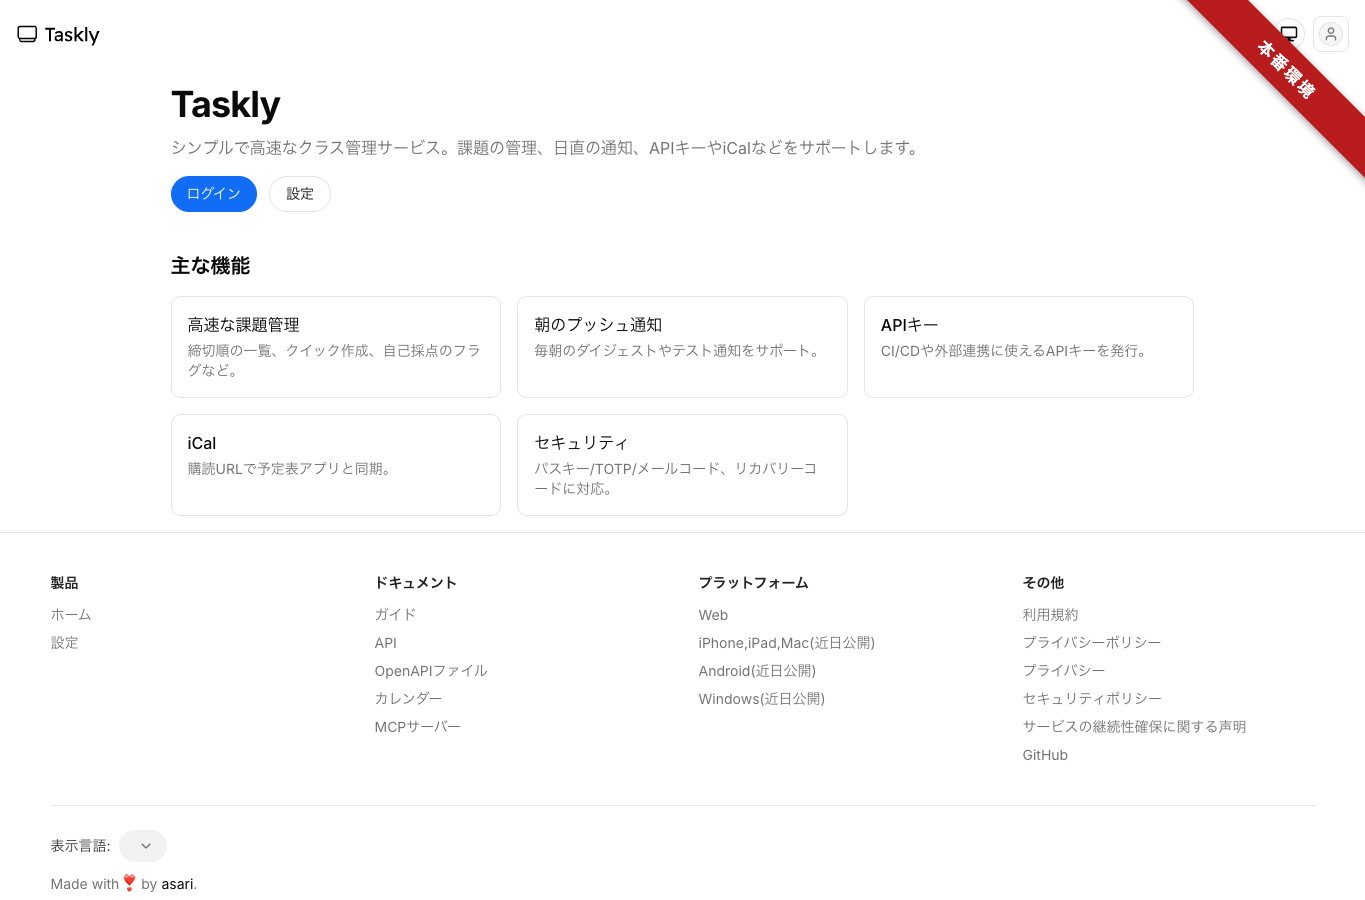 Taskly
本番環境
Taskly
シンプルで高速なクラス管理サービス。課題の管理、日直の通知、APIキーやiCalなどをサポートします。
ログイン
設定
主な機能
高速な課題管理
締切順の一覧、クイック作成、自己採点のフラ
グなど。
朝のプッシュ通知
毎朝のダイジェストやテスト通知をサポート。
APIキー
CI/CDや外部連携に使えるAPIキーを発行。
iCal
購読URLで予定表アプリと同期。
セキュリティ
パスキー/TOTP/メールコード、リカバリーコ
ードに対応。
製品
ホーム
設定
ドキュメント
ガイド
API
OpenAPIファイル
カレンダー
MCPサーバー
プラットフォーム
Web
iPhone,iPad,Mac(近日公開)
Android(近日公開)
Windows(近日公開)
その他
利用規約
プライバシーポリシー
プライバシー
セキュリティポリシー
サービスの継続性確保に関する声明
GitHub
表示言語:
Made with❣️by asari.